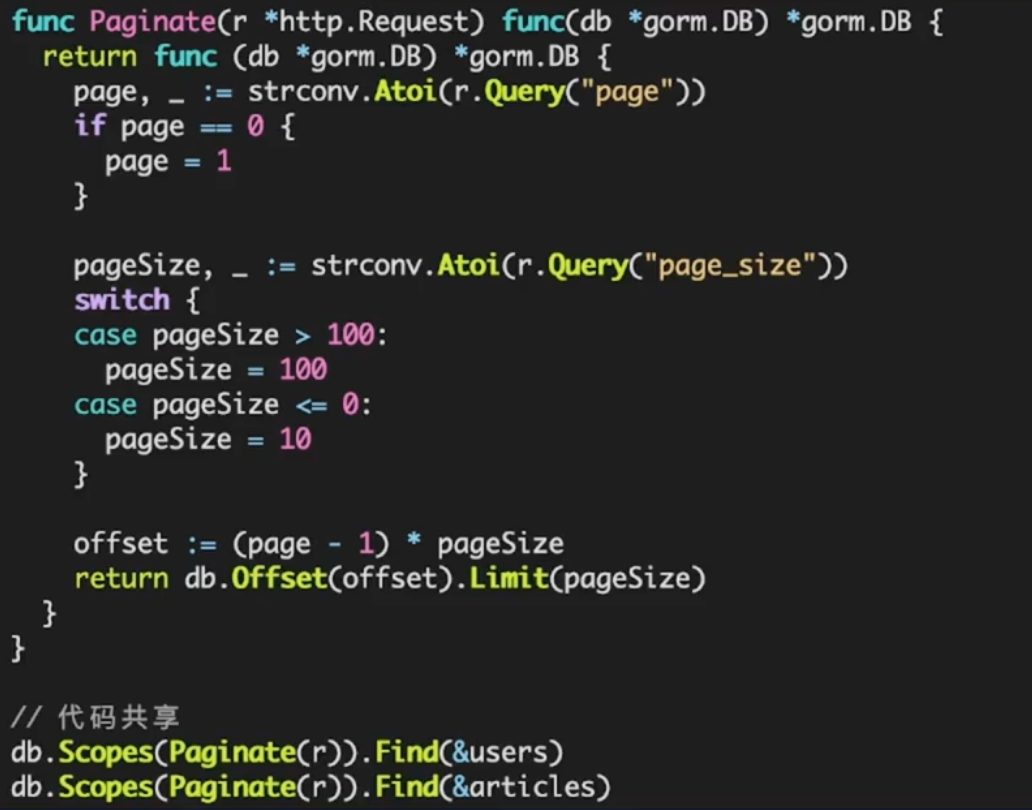 func Paginate(r *http.Request) func(db *gorm.DB) *gorm.DB {
  return func (db *gorm.DB) *gorm.DB {
    page, _ := strconv.Atoi(r.Query("page"))
    if page == 0 {
      page = 1
    }

    pageSize, _ := strconv.Atoi(r.Query("page_size"))
    switch {
    case pageSize > 100:
      pageSize = 100
    case pageSize <= 0:
      pageSize = 10
    }

    offset := (page - 1) * pageSize
    return db.Offset(offset).Limit(pageSize)
  }
}

// 代码共享
db.Scopes(Paginate(r)).Find(&users)
db.Scopes(Paginate(r)).Find(&articles)